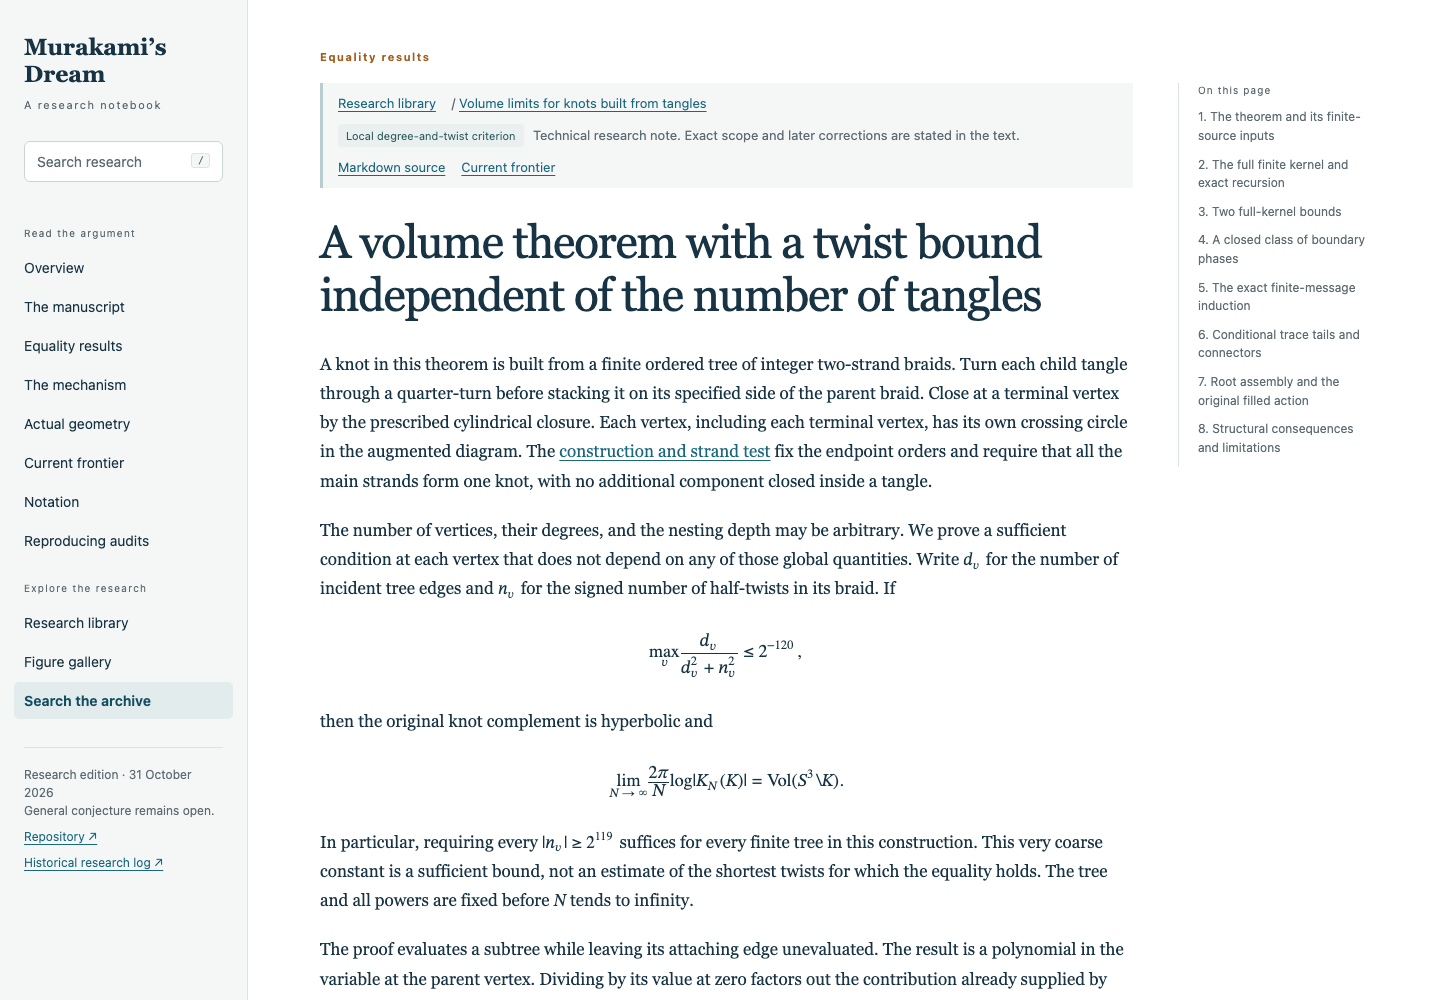 Murakami's
Dream
A research notebook
Search research /
Read the argument
Overview
The manuscript
Equality results
The mechanism
Actual geometry
Current frontier
Notation
Reproducing audits
Explore the research
Research library
Figure gallery
Search the archive
Research edition · 31 October
2026
General conjecture remains open.
Repository ↗
Historical research log ↗
Equality results
Research library / Volume limits for knots built from tangles
Local degree-and-twist criterion Technical research note. Exact scope and later corrections are stated in the text.
Markdown source Current frontier
A volume theorem with a twist bound
independent of the number of tangles
A knot in this theorem is built from a finite ordered tree of integer two-strand braids. Turn each child tangle
through a quarter-turn before stacking it on its specified side of the parent braid. Close at a terminal vertex
by the prescribed cylindrical closure. Each vertex, including each terminal vertex, has its own crossing circle
in the augmented diagram. The construction and strand test fix the endpoint orders and require that all the
main strands form one knot, with no additional component closed inside a tangle.
The number of vertices, their degrees, and the nesting depth may be arbitrary. We prove a sufficient
condition at each vertex that does not depend on any of those global quantities. Write d_v for the number of
incident tree edges and n_v for the signed number of half-twists in its braid. If
max_v d_v / (d_v^2 + n_v^2) ≤ 2^{-120} ,
then the original knot complement is hyperbolic and
lim_{N→∞} 2π/N log|K_N(K)| = Vol(S^3\K).
In particular, requiring every |n_v| ≥ 2^{119} suffices for every finite tree in this construction. This very coarse
constant is a sufficient bound, not an estimate of the shortest twists for which the equality holds. The tree
and all powers are fixed before N tends to infinity.
The proof evaluates a subtree while leaving its attaching edge unevaluated. The result is a polynomial in the
variable at the parent vertex. Dividing by its value at zero factors out the contribution already supplied by
On this page
1. The theorem and its finite-
source inputs
2. The full finite kernel and
exact recursion
3. Two full-kernel bounds
4. A closed class of boundary
phases
5. The exact finite-message
induction
6. Conditional trace tails and
connectors
7. Root assembly and the
original filled action
8. Structural consequences
and limitations